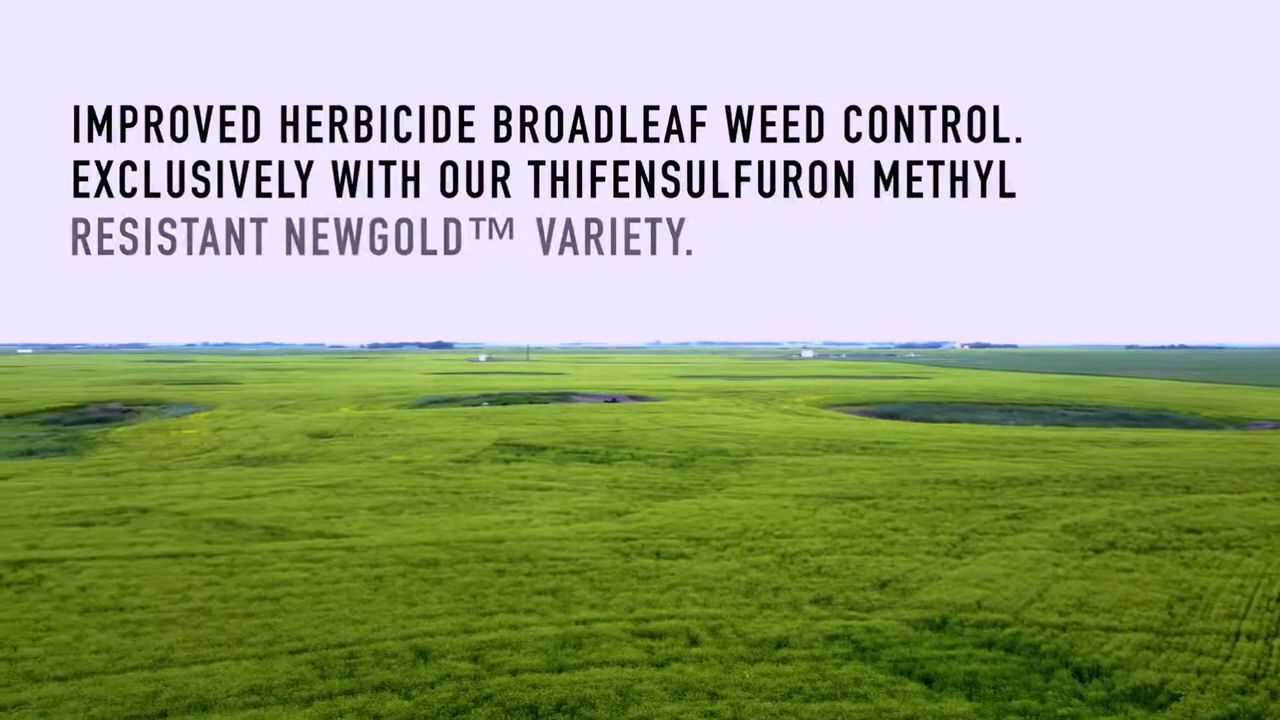 IMPROVED HERBICIDE BROADLEAF WEED CONTROL.
EXCLUSIVELY WITH OUR THIFENSULFURON METHYL
RESISTANT NEWGOLD™ VARIETY.